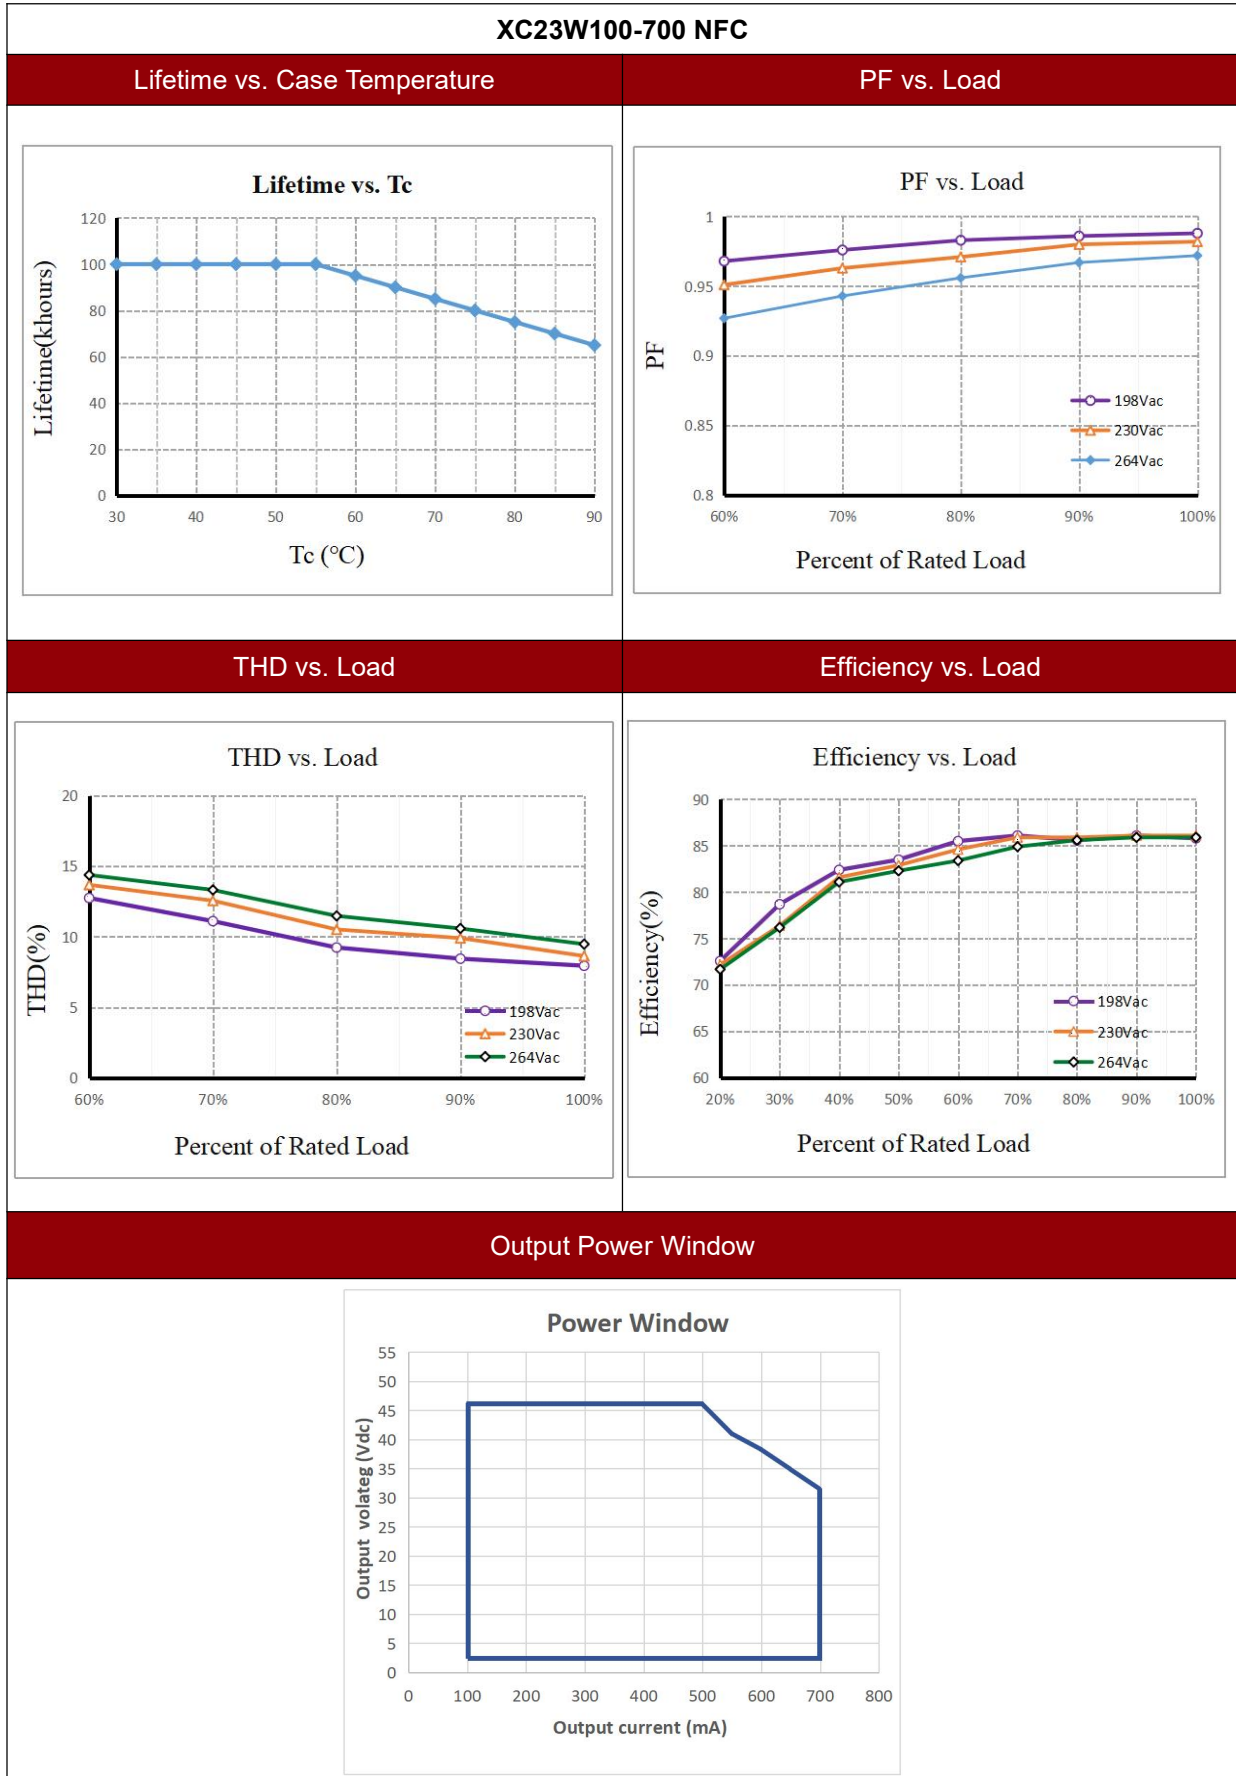 XC23W100-700 NFC
Lifetime vs. Case Temperature
PF vs. Load
Lifetime vs. Tc
120
100
80
60
40
20
0
30 40 50 60 70 80 90
Lifetime(khours)
Tc (°C)
PF vs. Load
1
0.95
0.9
0.85
0.8
60% 70% 80% 90% 100%
PF
198Vac
230Vac
264Vac
Percent of Rated Load
THD vs. Load
Efficiency vs. Load
THD vs. Load
20
15
10
5
0
60% 70% 80% 90% 100%
THD(%)
198Vac
230Vac
264Vac
Percent of Rated Load
Efficiency vs. Load
90
85
80
75
70
65
60
20% 30% 40% 50% 60% 70% 80% 90% 100%
Efficiency(%)
198Vac
230Vac
264Vac
Percent of Rated Load
Output Power Window
Power Window
55
50
45
40
35
30
25
20
15
10
5
0
0 100 200 300 400 500 600 700 800
Output volateg (Vdc)
Output current (mA)